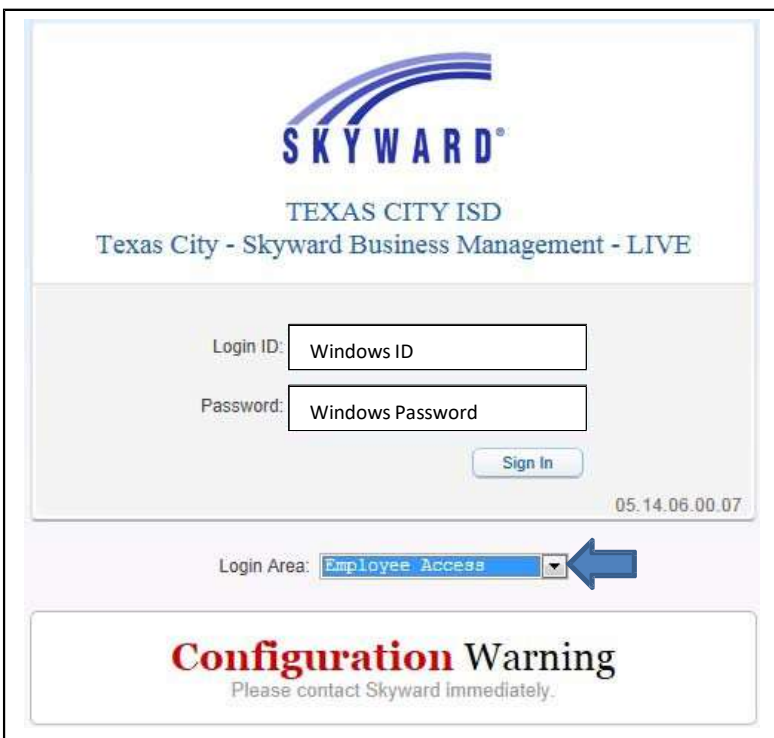 SKYWARD®
TEXAS CITY ISD
Texas City - Skyward Business Management - LIVE
Login ID: Windows ID
Password: Windows Password
Sign In
05.14.06.00.07
Login Area: Employee Access
Configuration Warning
Please contact Skyward immediately.